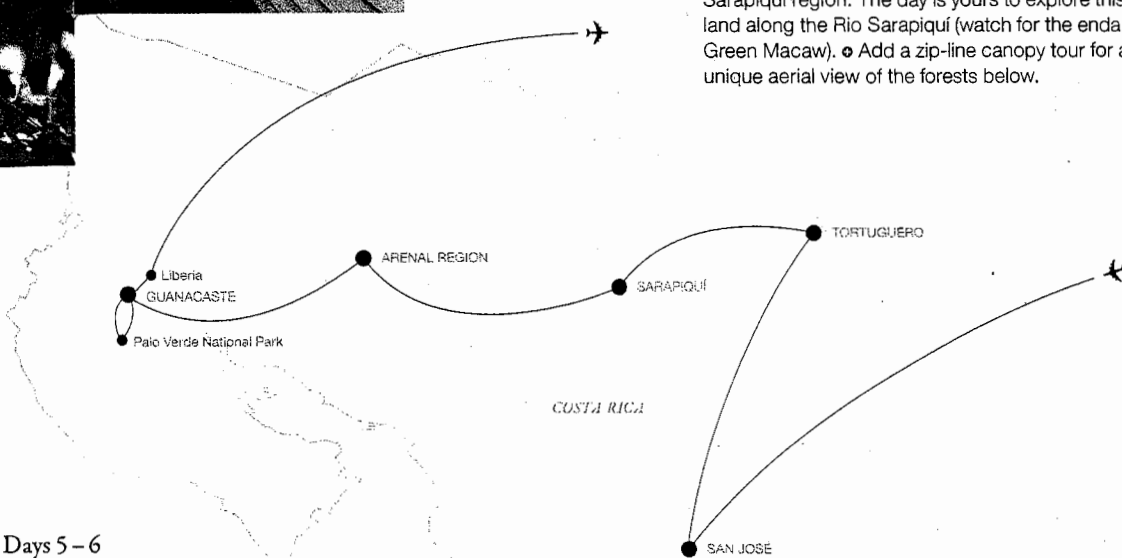 Sarapiquí region. The day is yours to explore this
land along the Rio Sarapiquí (watch for the enda
Green Macaw). ✪ Add a zip-line canopy tour for a
unique aerial view of the forests below.
TORTUGUERO
ARENAL REGION
Liberia
SARAPIQUÍ
GUANACASTE
Palo Verde National Park
COSTA RICA
Days 5–6
SAN JOSÉ